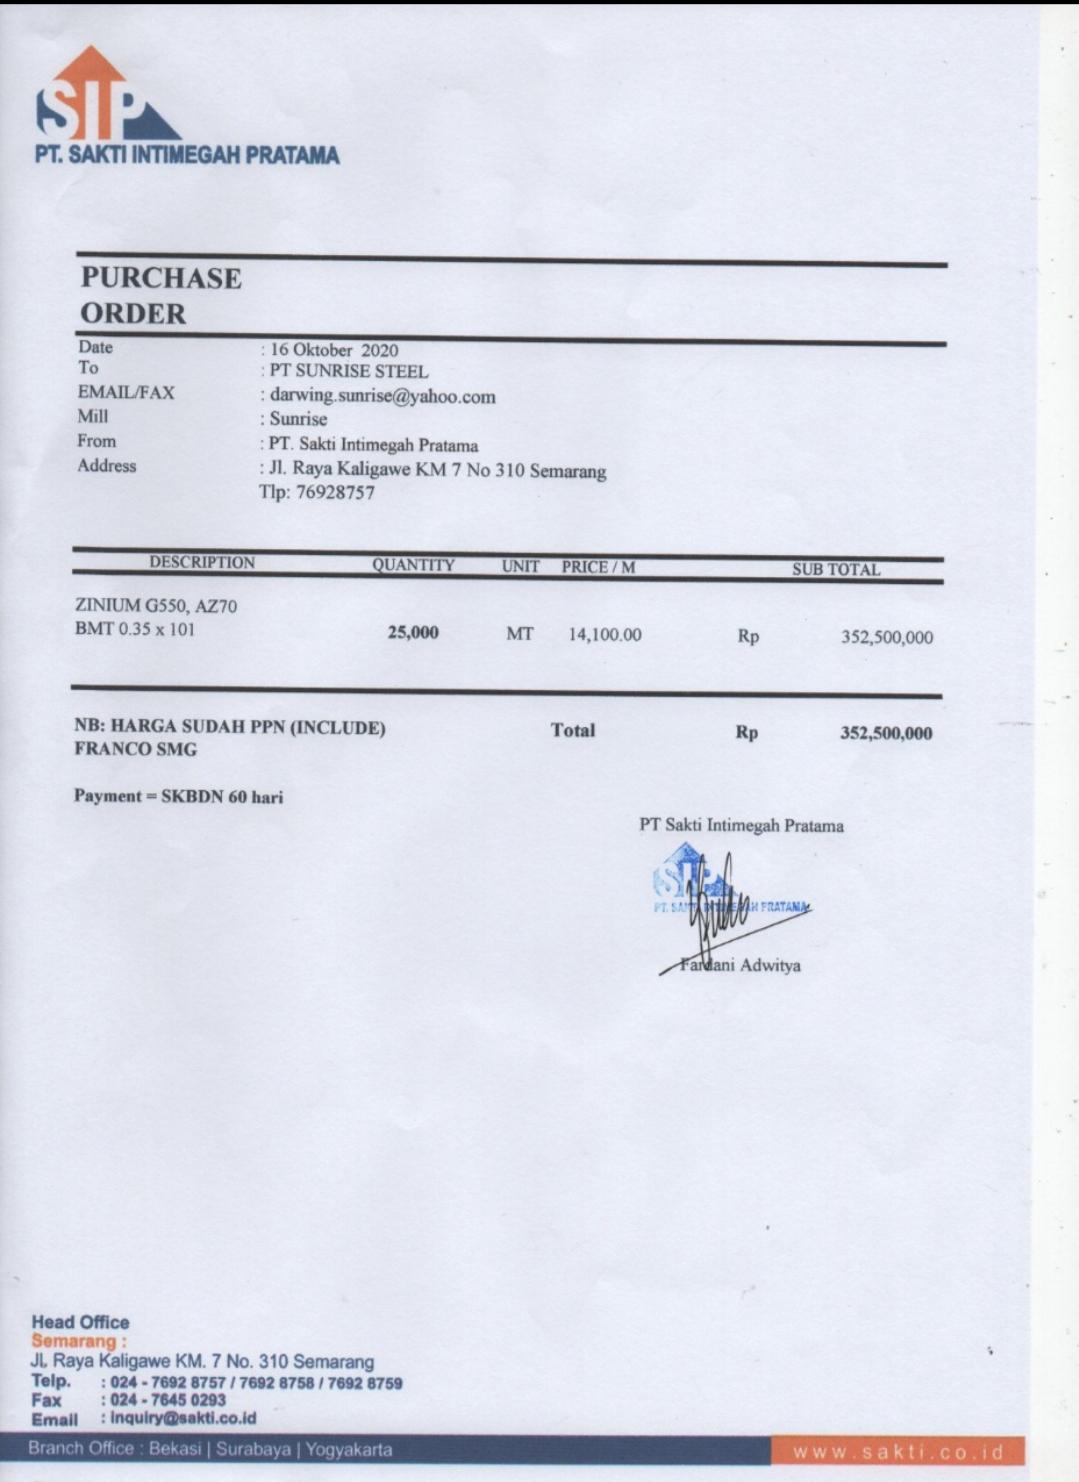 SIP
PT. SAKTI INTIMEGAH PRATAMA
PURCHASE
ORDER
Date : 16 Oktober 2020
To : PT SUNRISE STEEL
EMAIL/FAX : darwing.sunrise@yahoo.com
Mill : Sunrise
From : PT. Sakti Intimegah Pratama
Address : Jl. Raya Kaligawe KM 7 No 310 Semarang
Tlp: 76928757
DESCRIPTION QUANTITY UNIT PRICE / M SUB TOTAL
ZINIUM G550, AZ70
BMT 0.35 x 101 25,000 MT 14,100.00 Rp 352,500,000
NB: HARGA SUDAH PPN (INCLUDE) Total Rp 352,500,000
FRANCO SMG
Payment = SKBDN 60 hari
PT Sakti Intimegah Pratama
SIP
PT. SAKTI INTIMEGAH PRATAMA
Fardani Adwitya
Head Office
Semarang :
Jl. Raya Kaligawe KM. 7 No. 310 Semarang
Telp. : 024 - 7692 8757 / 7692 8758 / 7692 8759
Fax : 024 - 7645 0293
Email : inquiry@sakti.co.id
Branch Office : Bekasi | Surabaya | Yogyakarta
www.sakti.co.id